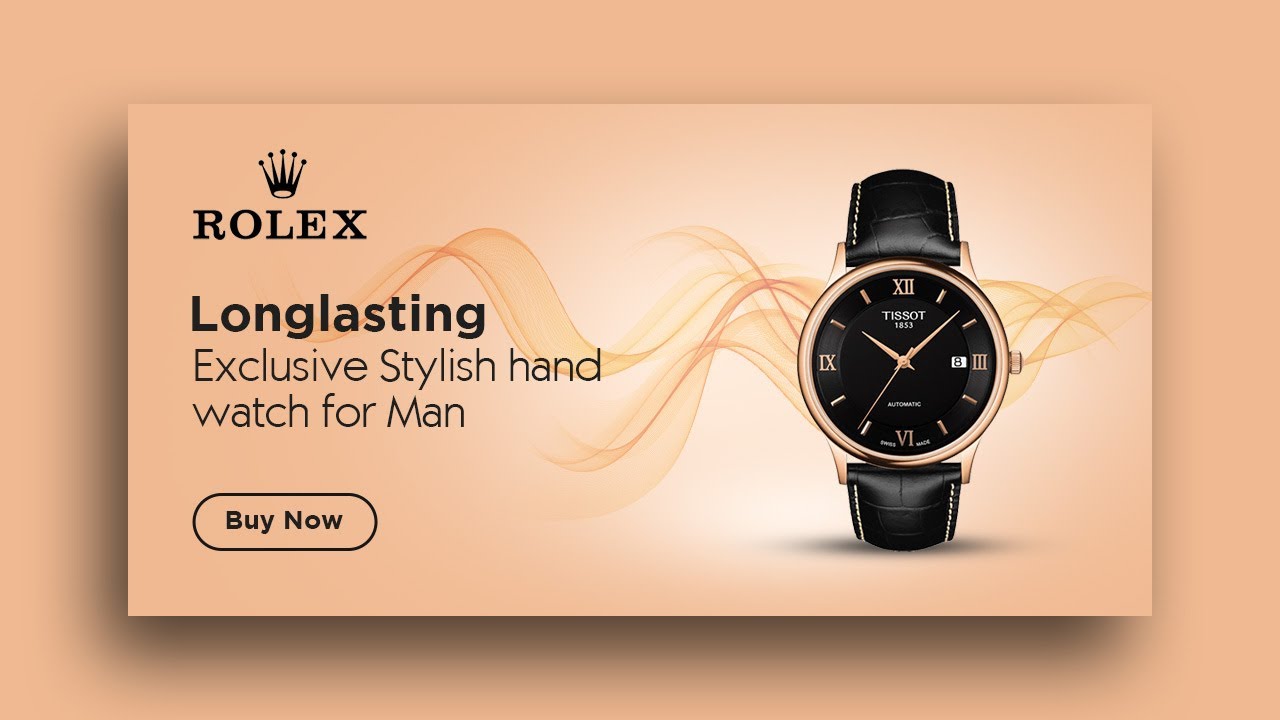 ROLEX
Longlasting
Exclusive Stylish hand
watch for Man
Buy Now
XII
TISSOT
1853
IX
8
III
AUTOMATIC
VI
SWISS MADE